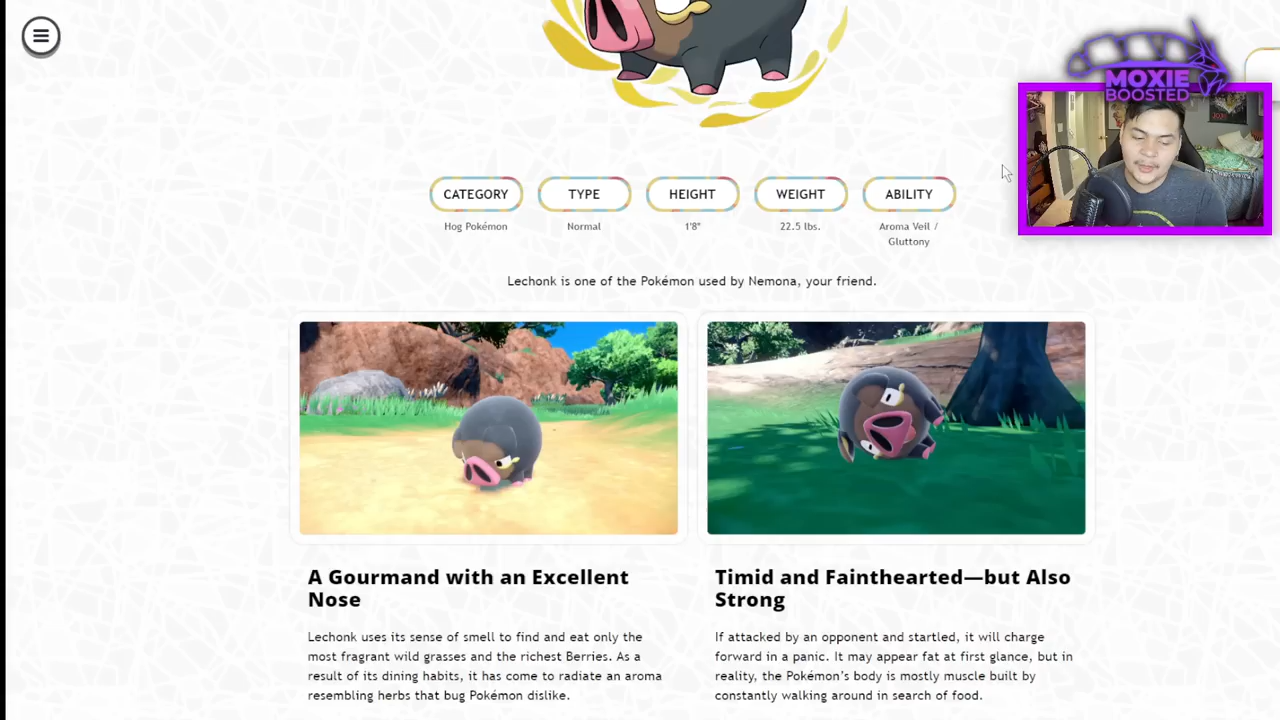 MOXIE
BOOSTED
CATEGORY
Hog Pokémon
TYPE
Normal
HEIGHT
1'8"
WEIGHT
22.5 lbs.
ABILITY
Aroma Veil /
Gluttony
Lechonk is one of the Pokémon used by Nemona, your friend.
A Gourmand with an Excellent
Nose
Lechonk uses its sense of smell to find and eat only the
most fragrant wild grasses and the richest Berries. As a
result of its dining habits, it has come to radiate an aroma
resembling herbs that bug Pokémon dislike.
Timid and Fainthearted—but Also
Strong
If attacked by an opponent and startled, it will charge
forward in a panic. It may appear fat at first glance, but in
reality, the Pokémon’s body is mostly muscle built by
constantly walking around in search of food.